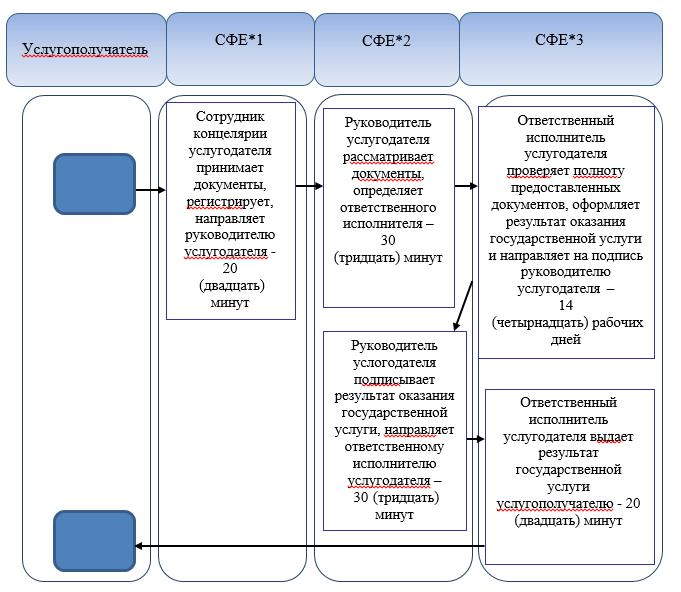 Услугополучатель
СФЕ*1
СФЕ*2
СФЕ*3
Сотрудник
концелярии
услугодателя
принимает
документы,
регистрирует,
направляет
руководителю
услугодателя -
20
(двадцать)
минут
Руководитель
услугодателя
рассматривает
документы,
определяет
ответственного
исполнителя –
30
(тридцать) минут
Ответственный
исполнитель
услугодателя
проверяет полноту
предоставленных
документов, оформляет
результат оказания
государственной услуги
и направляет на подпись
руководителю
услугодателя –
14
(четырнадцать) рабочих
дней
Руководитель
услогодателя
подписывает
результат оказания
государственной
услуги, направляет
ответственному
исполнителю
услугодателя –
30 (тридцать)
минут
Ответственный
исполнитель
услугодателя выдает
результат
государственной
услуги
услугополучателю - 20
(двадцать) минут